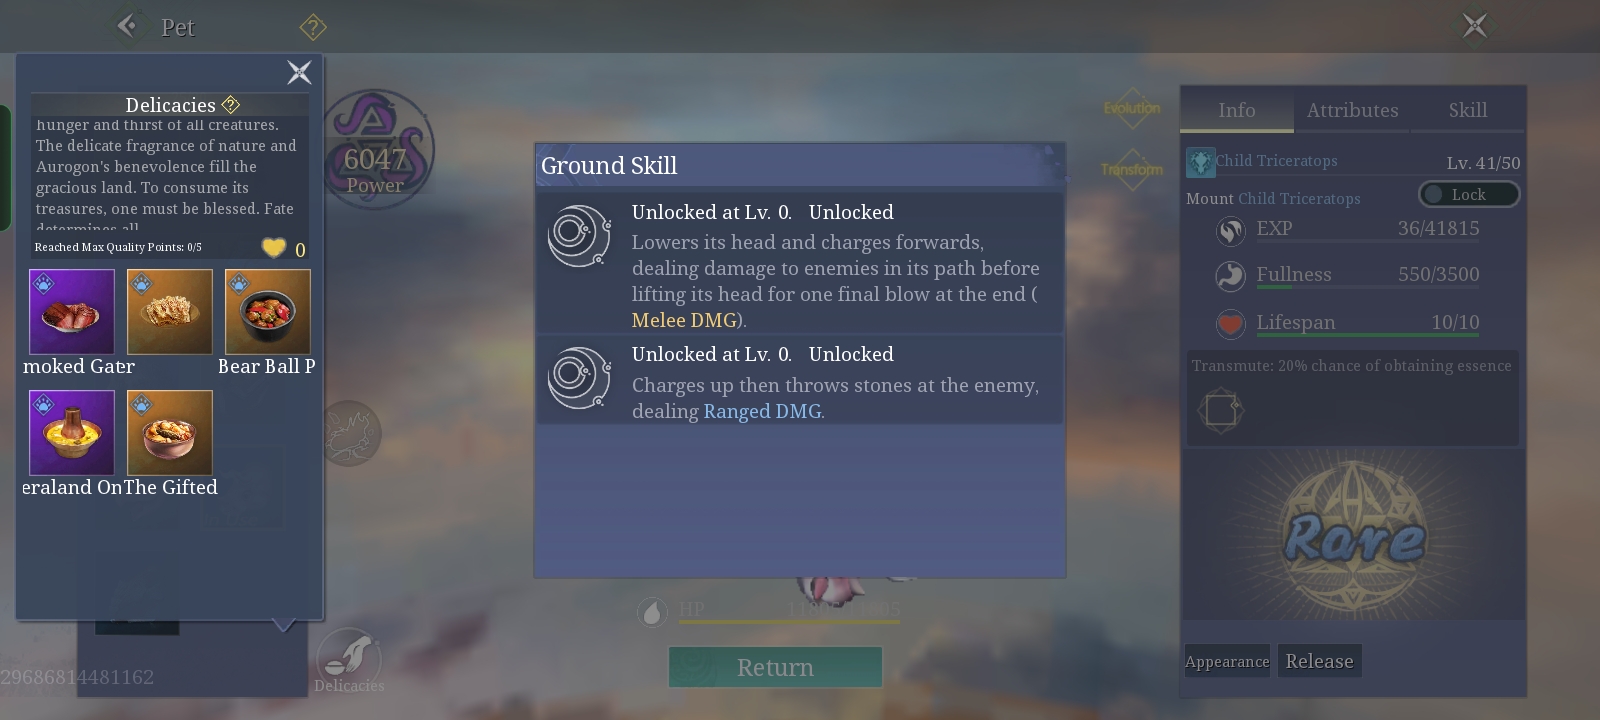 Pet
Delicacies
hunger and thirst of all creatures.
The delicate fragrance of nature and
Aurogon's benevolence fill the
gracious land. To consume its
treasures, one must be blessed. Fate
determines all
Reached Max Quality Points: 0/5
0
moked Gater
Bear Ball P
eraland On
The Gifted
6047
Power
Delicacies
29686814481162
Ground Skill
Unlocked at Lv. 0. Unlocked
Lowers its head and charges forwards,
dealing damage to enemies in its path before
lifting its head for one final blow at the end (
Melee DMG).
Unlocked at Lv. 0. Unlocked
Charges up then throws stones at the enemy,
dealing Ranged DMG.
HP
Return
Evolution
Transform
Info
Attributes
Skill
Child Triceratops
Lv. 41/50
Mount Child Triceratops
Lock
EXP 36/41815
Fullness 550/3500
Lifespan 10/10
Transmute: 20% chance of obtaining essence
Rare
Appearance
Release